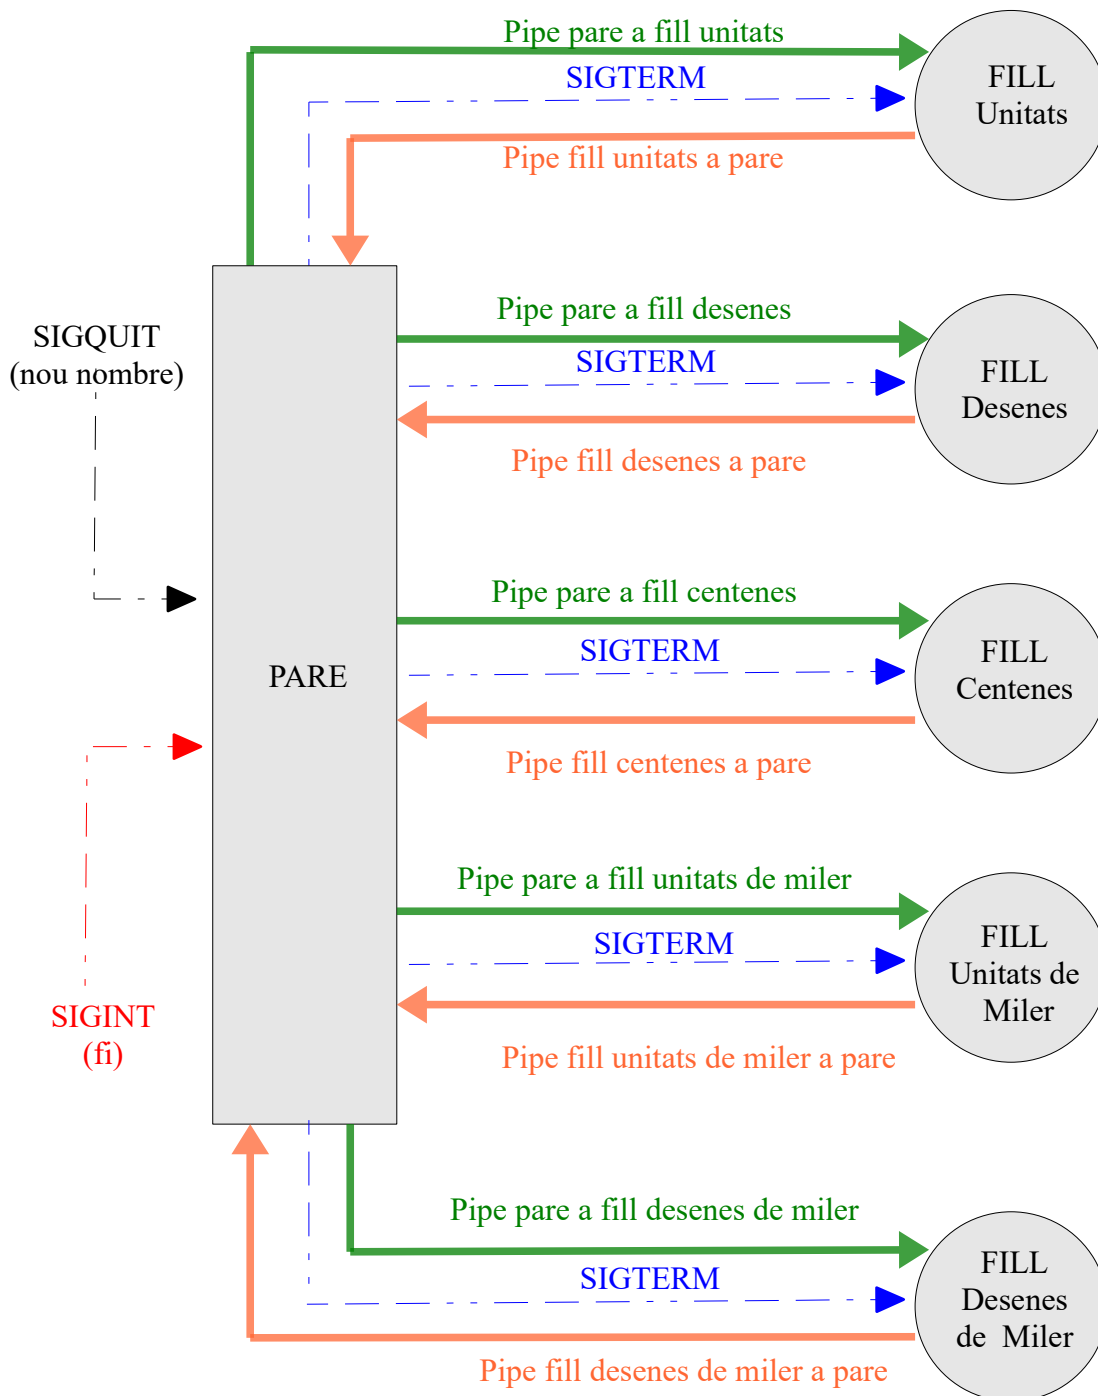 Pipe pare a fill unitats
SIGTERM
Pipe fill unitats a pare
FILL
Unitats
SIGQUIT
(nou nombre)
Pipe pare a fill desenes
SIGTERM
Pipe fill desenes a pare
FILL
Desenes
PARE
Pipe pare a fill centenes
SIGTERM
Pipe fill centenes a pare
FILL
Centenes
SIGINT
(fi)
Pipe pare a fill unitats de miler
SIGTERM
Pipe fill unitats de miler a pare
FILL
Unitats de
Miler
Pipe pare a fill desenes de miler
SIGTERM
Pipe fill desenes de miler a pare
FILL
Desenes
de Miler